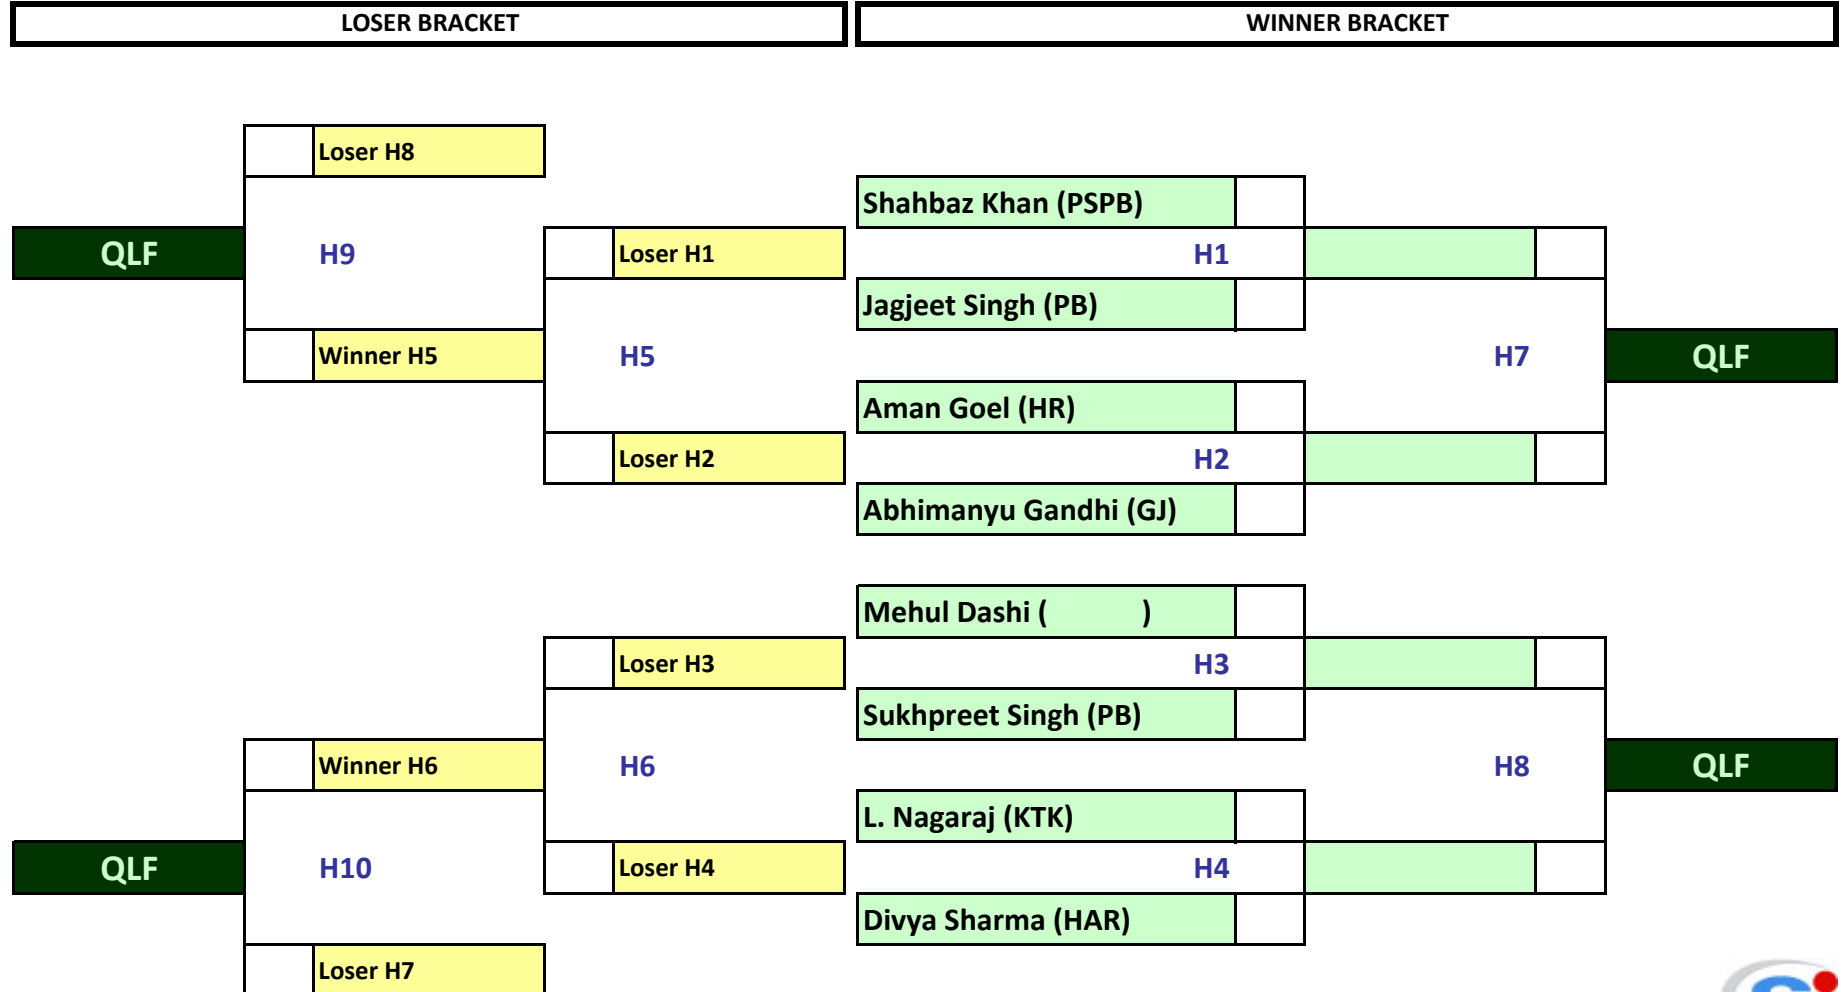 LOSER BRACKET
WINNER BRACKET
Loser H8
Shahbaz Khan (PSPB)
QLF
H9
Loser H1
H1
Jagjeet Singh (PB)
Winner H5
H5
H7
QLF
Aman Goel (HR)
Loser H2
H2
Abhimanyu Gandhi (GJ)
Mehul Dashi (            )
Loser H3
H3
Sukhpreet Singh (PB)
Winner H6
H6
H8
QLF
L. Nagaraj (KTK)
QLF
H10
Loser H4
H4
Divya Sharma (HAR)
Loser H7